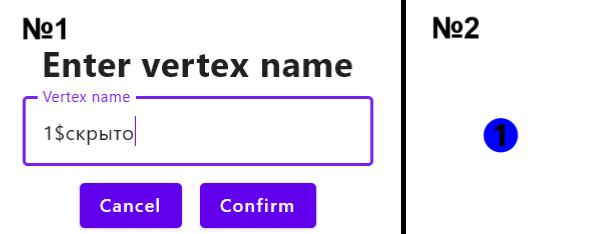 №1
Enter vertex name
Vertex name
1$скрыто
Cancel
Confirm
№2
1